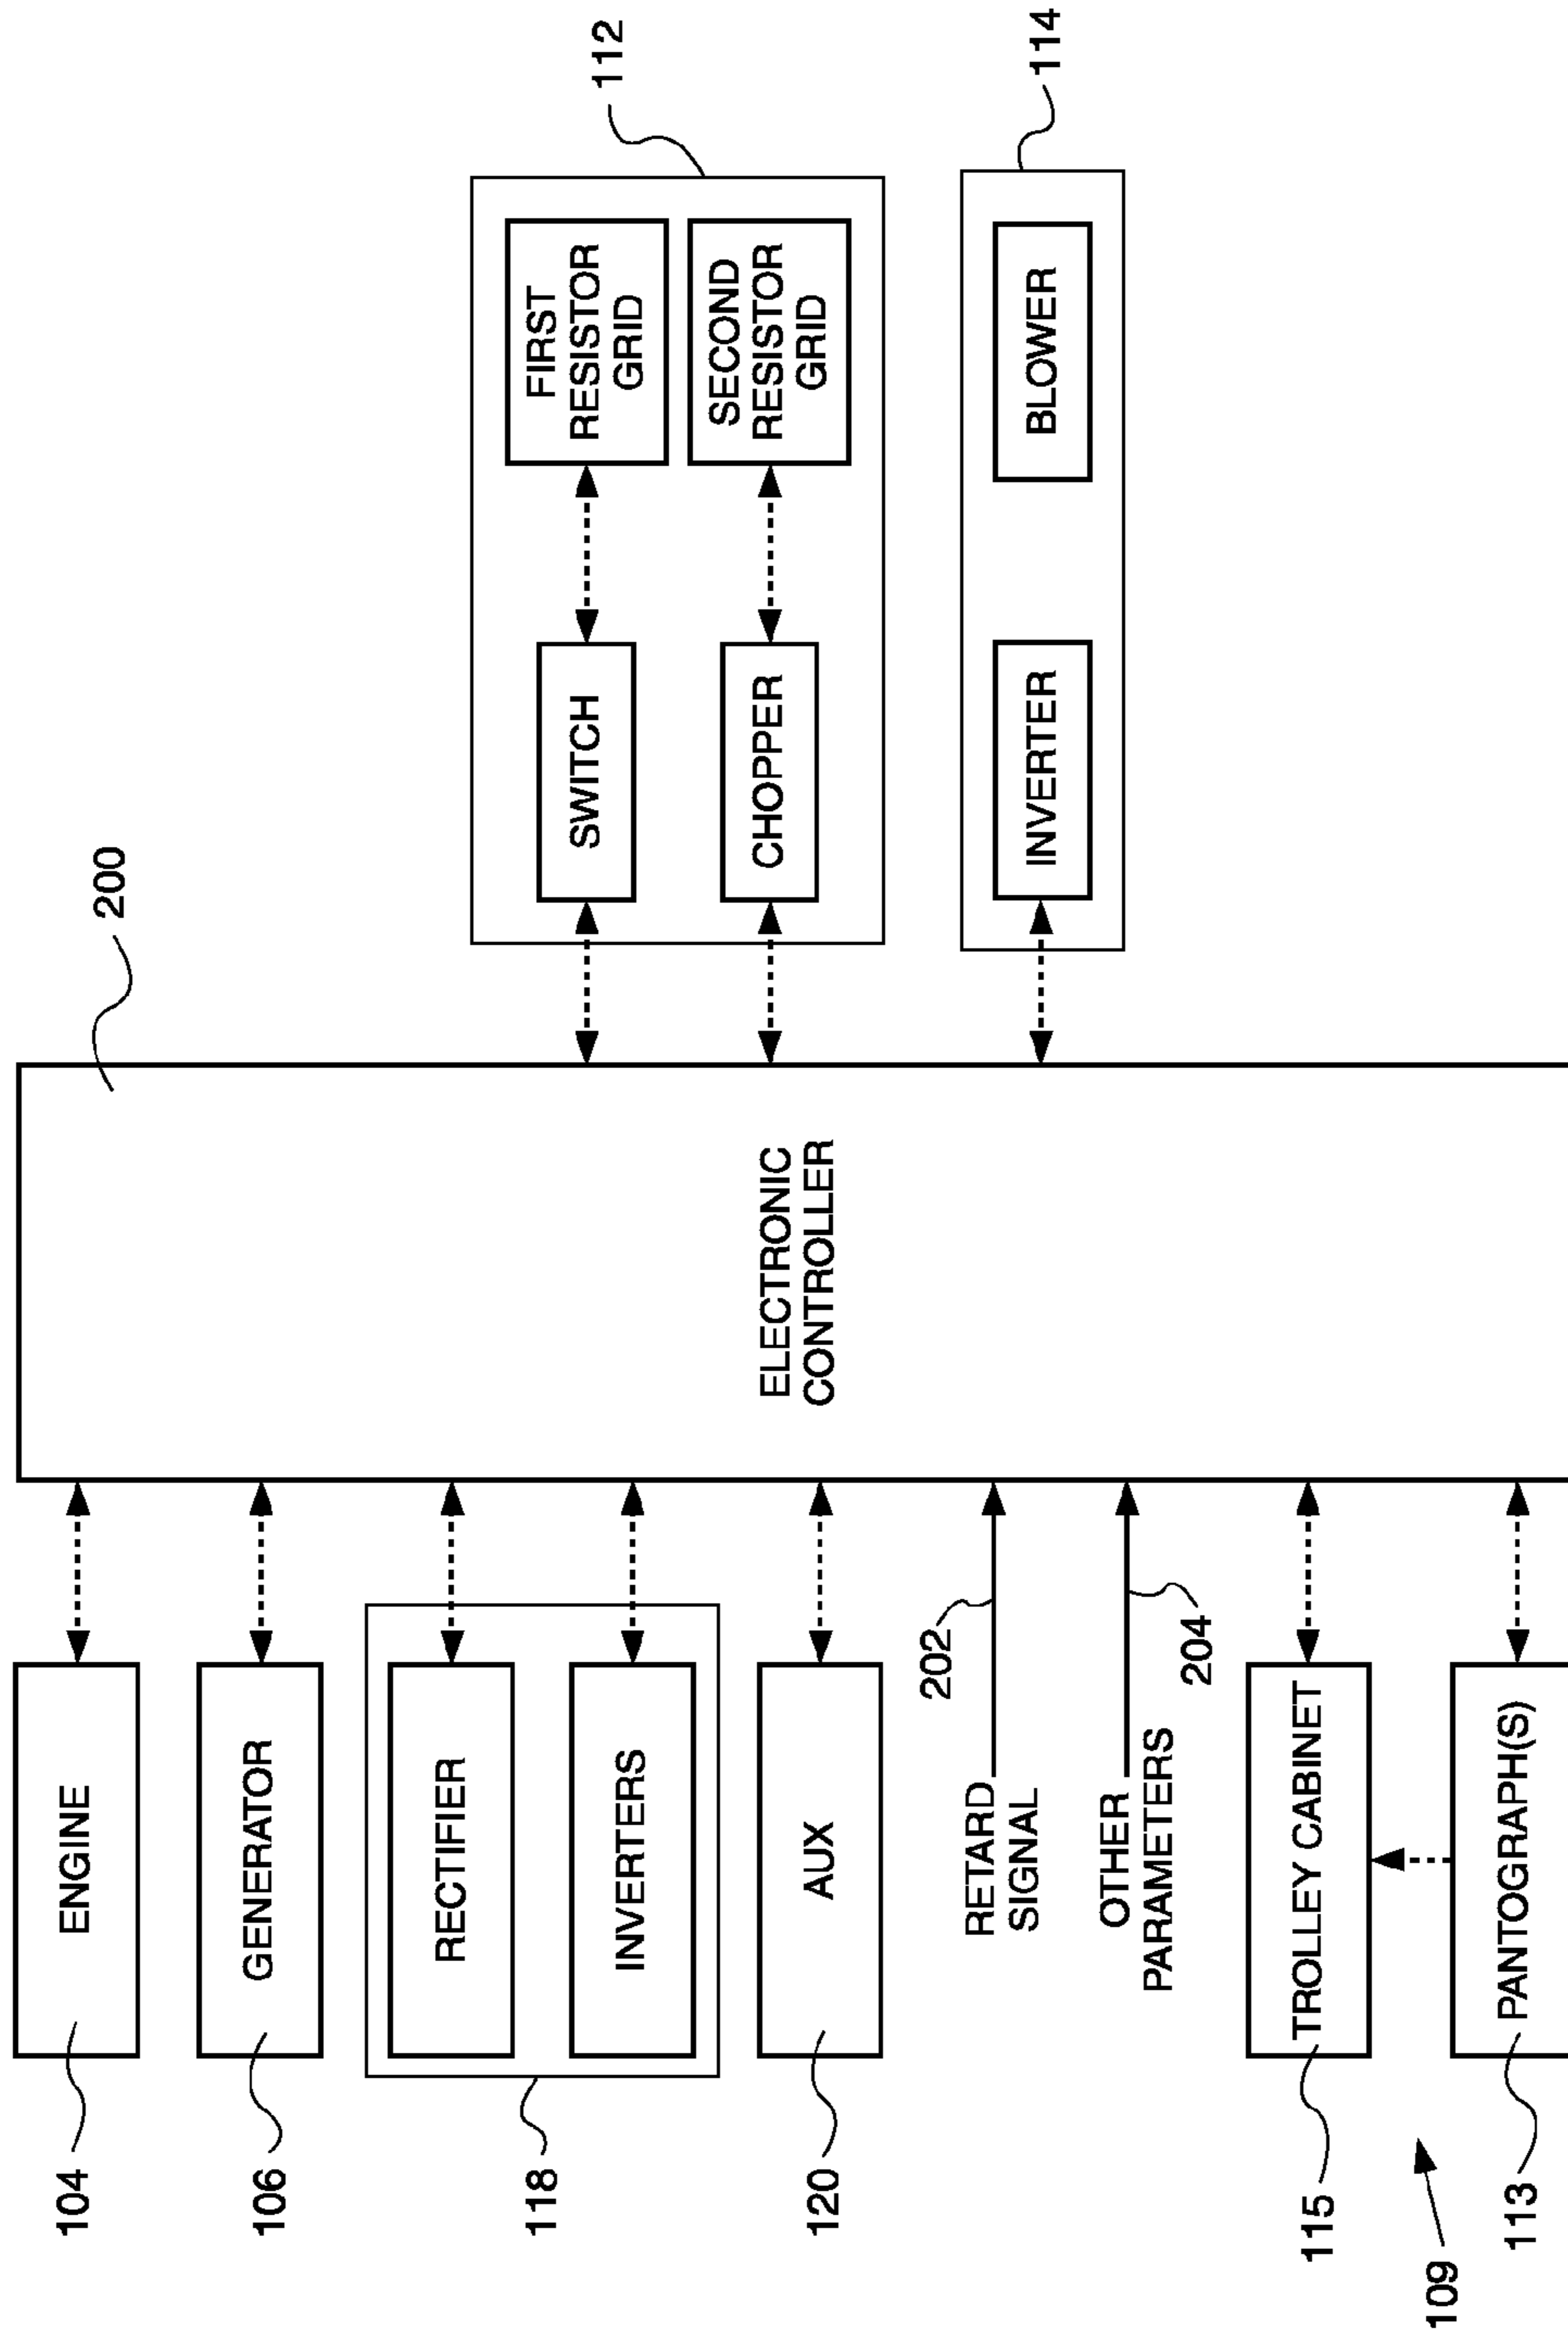 104
ENGINE
106
GENERATOR
118
RECTIFIER
INVERTERS
120
AUX
202
RETARD
SIGNAL
204
OTHER
PARAMETERS
115
TROLLEY CABINET
109
113
PANTOGRAPH(S)
200
ELECTRONIC
CONTROLLER
112
SWITCH
FIRST
RESISTOR
GRID
CHOPPER
SECOND
RESISTOR
GRID
114
INVERTER
BLOWER